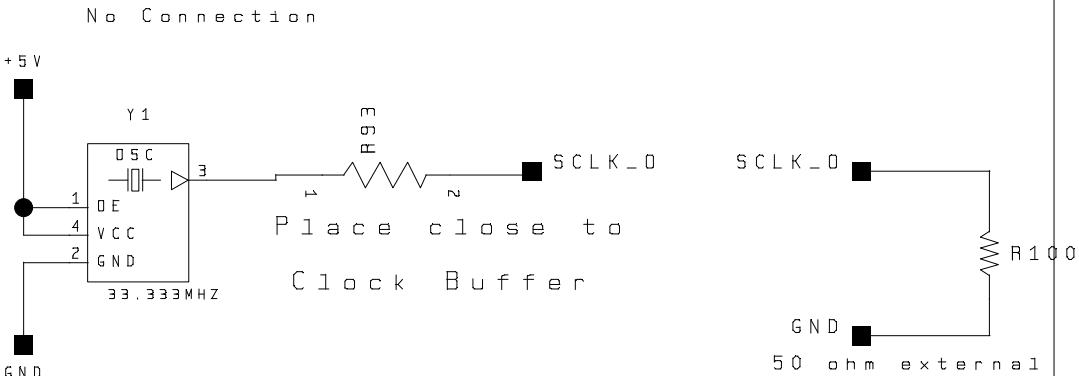 No Connection
+5V
Y1
R93
OSC
3
SCLK_0
SCLK_0
1
2
1
OE
4
VCC
2
GND
Place close to
Clock Buffer
R100
33.333MHZ
GND
GND
50 ohm external